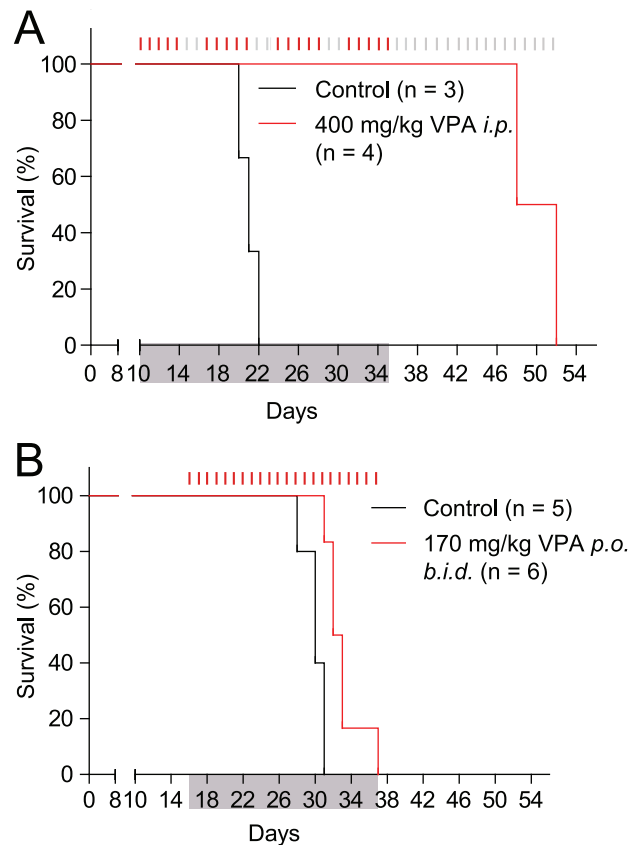 A
100
80
60
40
20
0
Survival (%)
Control (n = 3)
400 mg/kg VPA i.p.
(n = 4)
0 8 10 14 18 22 26 30 34 38 42 46 50 54
Days
B
100
80
60
40
20
0
Survival (%)
Control (n = 5)
170 mg/kg VPA p.o.
b.i.d. (n = 6)
0 8 10 14 18 22 26 30 34 38 42 46 50 54
Days